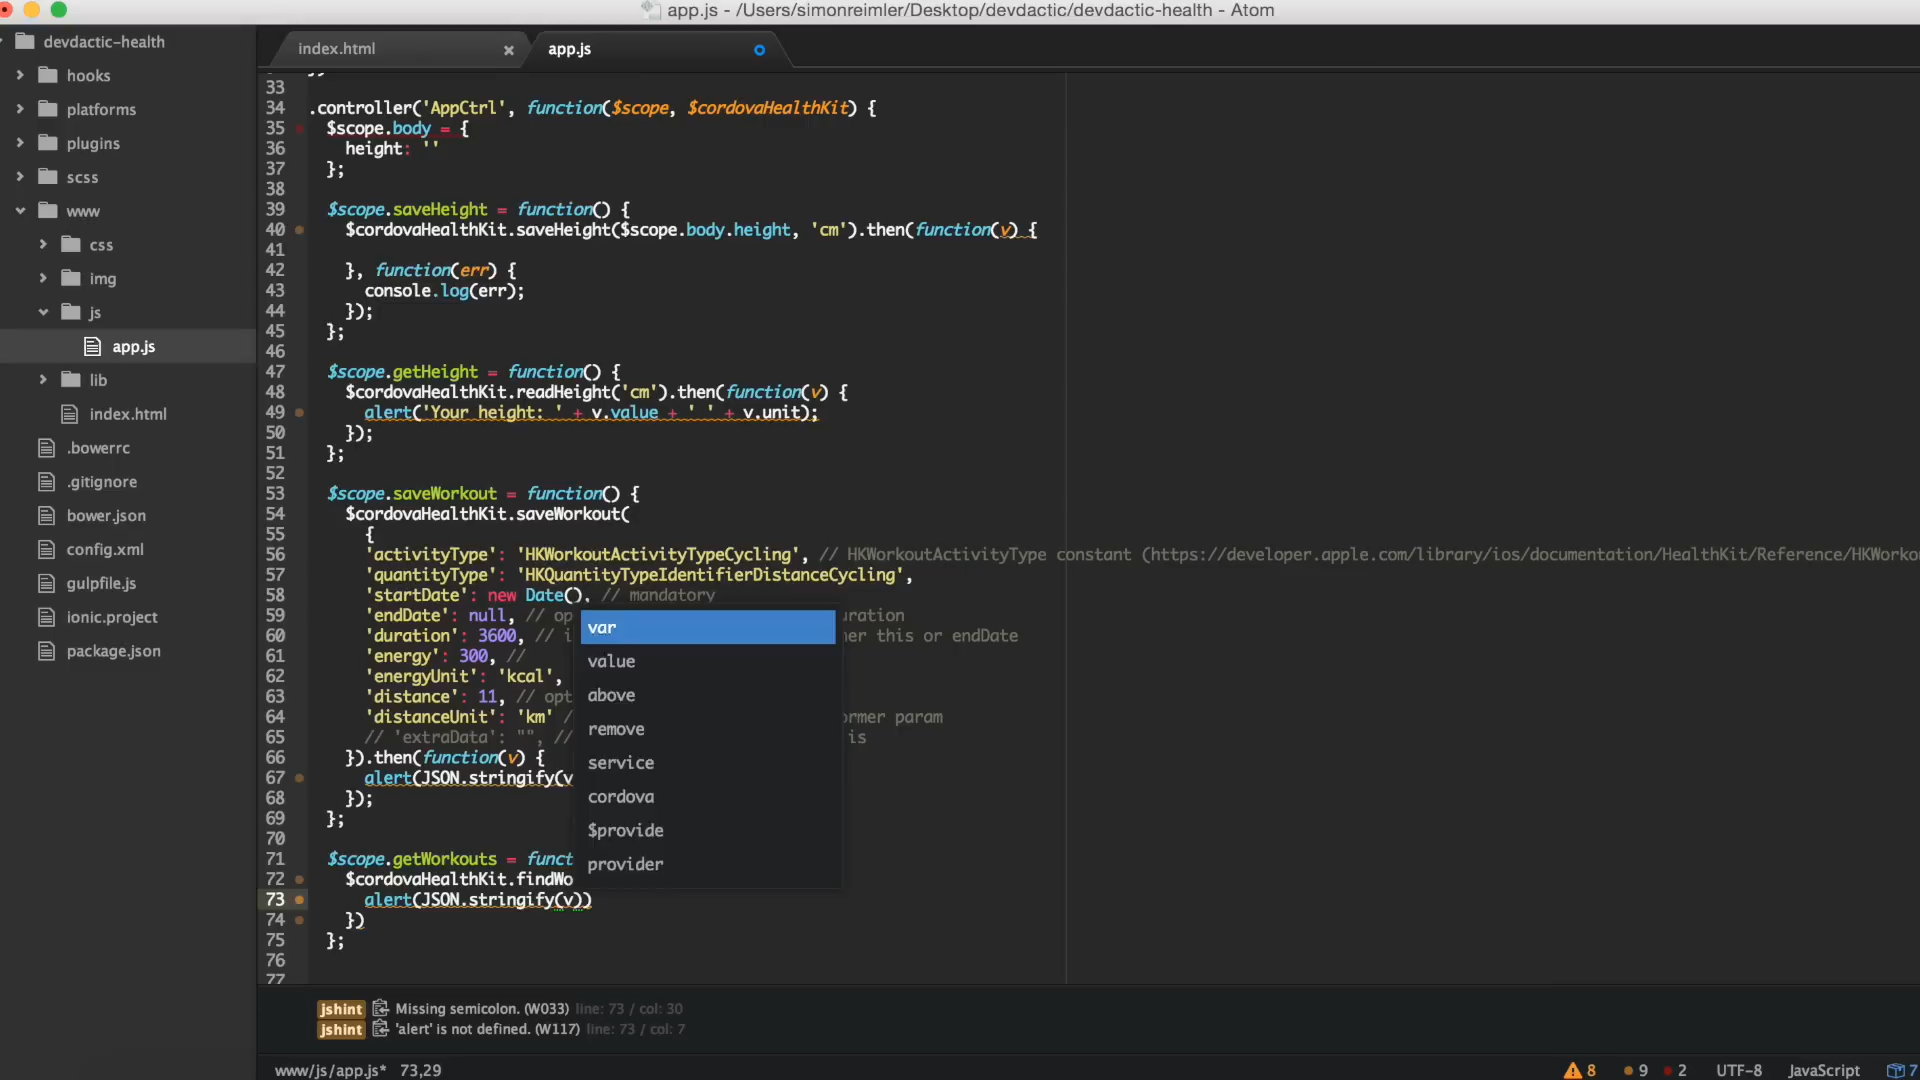 app.js - /Users/simonreimler/Desktop/devdactic/devdactic-health - Atom
devdactic-health
hooks
platforms
plugins
scss
www
css
img
js
app.js
lib
index.html
.bowerrc
.gitignore
bower.json
config.xml
gulpfile.js
ionic.project
package.json
index.html
app.js
33
34 .controller('AppCtrl', function($scope, $cordovaHealthKit) {
35 $scope.body = {
36 height: ''
37 };
38
39 $scope.saveHeight = function() {
40 $cordovaHealthKit.saveHeight($scope.body.height, 'cm').then(function(v) {
41
42 }, function(err) {
43 console.log(err);
44 });
45 };
46
47 $scope.getHeight = function() {
48 $cordovaHealthKit.readHeight('cm').then(function(v) {
49 alert('Your height: ' + v.value + ' ' + v.unit);
50 });
51 };
52
53 $scope.saveWorkout = function() {
54 $cordovaHealthKit.saveWorkout(
55 {
56 'activityType': 'HKWorkoutActivityTypeCycling', // HKWorkoutActivityType constant (https://developer.apple.com/library/ios/documentation/HealthKit/Reference/HKWorko
57 'quantityType': 'HKQuantityTypeIdentifierDistanceCycling',
58 'startDate': new Date(), // mandatory
59 'endDate': null, // op uration
60 'duration': 3600, // i her this or endDate
61 'energy': 300, //
62 'energyUnit': 'kcal',
63 'distance': 11, // opt
64 'distanceUnit': 'km' / ormer param
65 // 'extraData': "", // is
66 }).then(function(v) {
67 alert(JSON.stringify(v
68 });
69 };
70
71 $scope.getWorkouts = funct
72 $cordovaHealthKit.findWo
73 alert(JSON.stringify(v))
74 })
75 };
76
77
var
value
above
remove
service
cordova
$provide
provider
jshint Missing semicolon. (W033) line: 73 / col: 30
jshint 'alert' is not defined. (W117) line: 73 / col: 7
www/js/app.js* 73,29
8 9 2 UTF-8 JavaScript 7